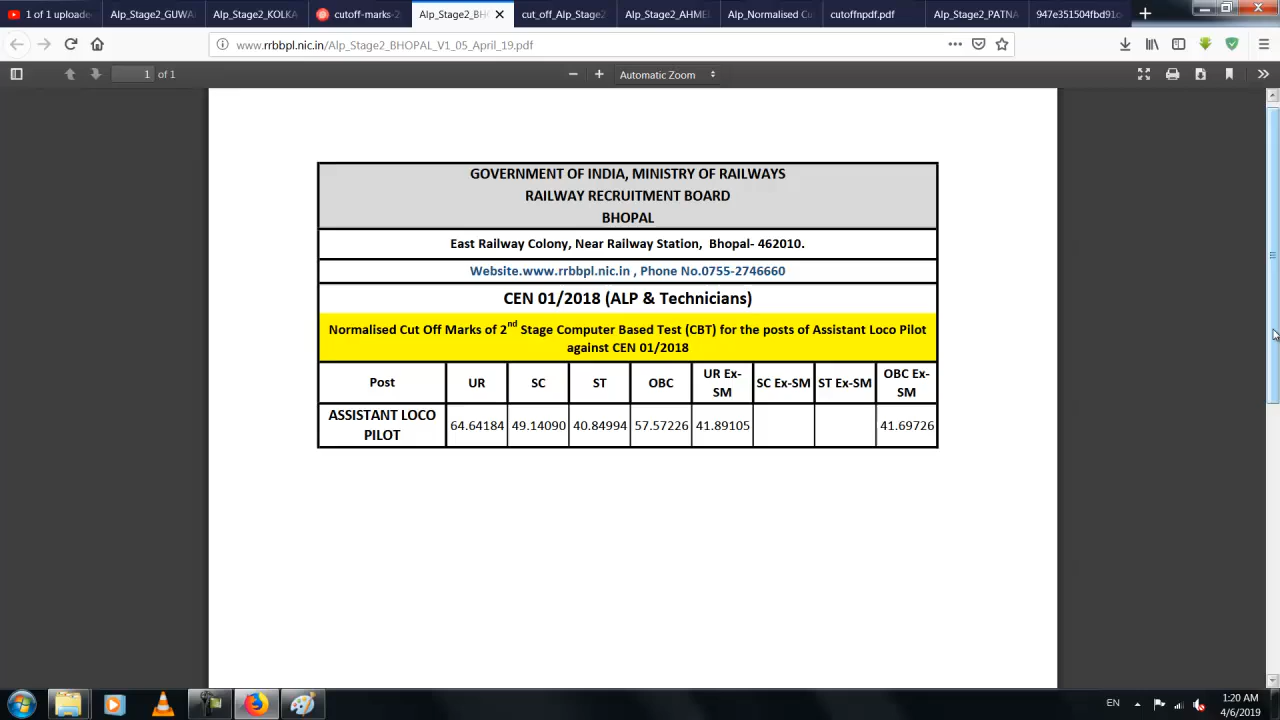 1 of 1 uploade
Alp_Stage2_GUWA
Alp_Stage2_KOLKA
cutoff-marks-2
Alp_Stage2_BH
cut_off_Alp_Stage2
Alp_Stage2_AHME
Alp_Normalised Cu
cutoffnpdf.pdf
Alp_Stage2_PATNA
947e351504fbd91
www.rrbbpl.nic.in/Alp_Stage2_BHOPAL_V1_05_April_19.pdf
1 of 1
Automatic Zoom
GOVERNMENT OF INDIA, MINISTRY OF RAILWAYS
RAILWAY RECRUITMENT BOARD
BHOPAL
East Railway Colony, Near Railway Station, Bhopal- 462010.
Website.www.rrbbpl.nic.in , Phone No.0755-2746660
CEN 01/2018 (ALP & Technicians)
Normalised Cut Off Marks of 2nd Stage Computer Based Test (CBT) for the posts of Assistant Loco Pilot
against CEN 01/2018
Post UR SC ST OBC UR Ex-SM SC Ex-SM ST Ex-SM OBC Ex-SM
ASSISTANT LOCO PILOT 64.64184 49.14090 40.84994 57.57226 41.89105 41.69726
EN
1:20 AM
4/6/2019